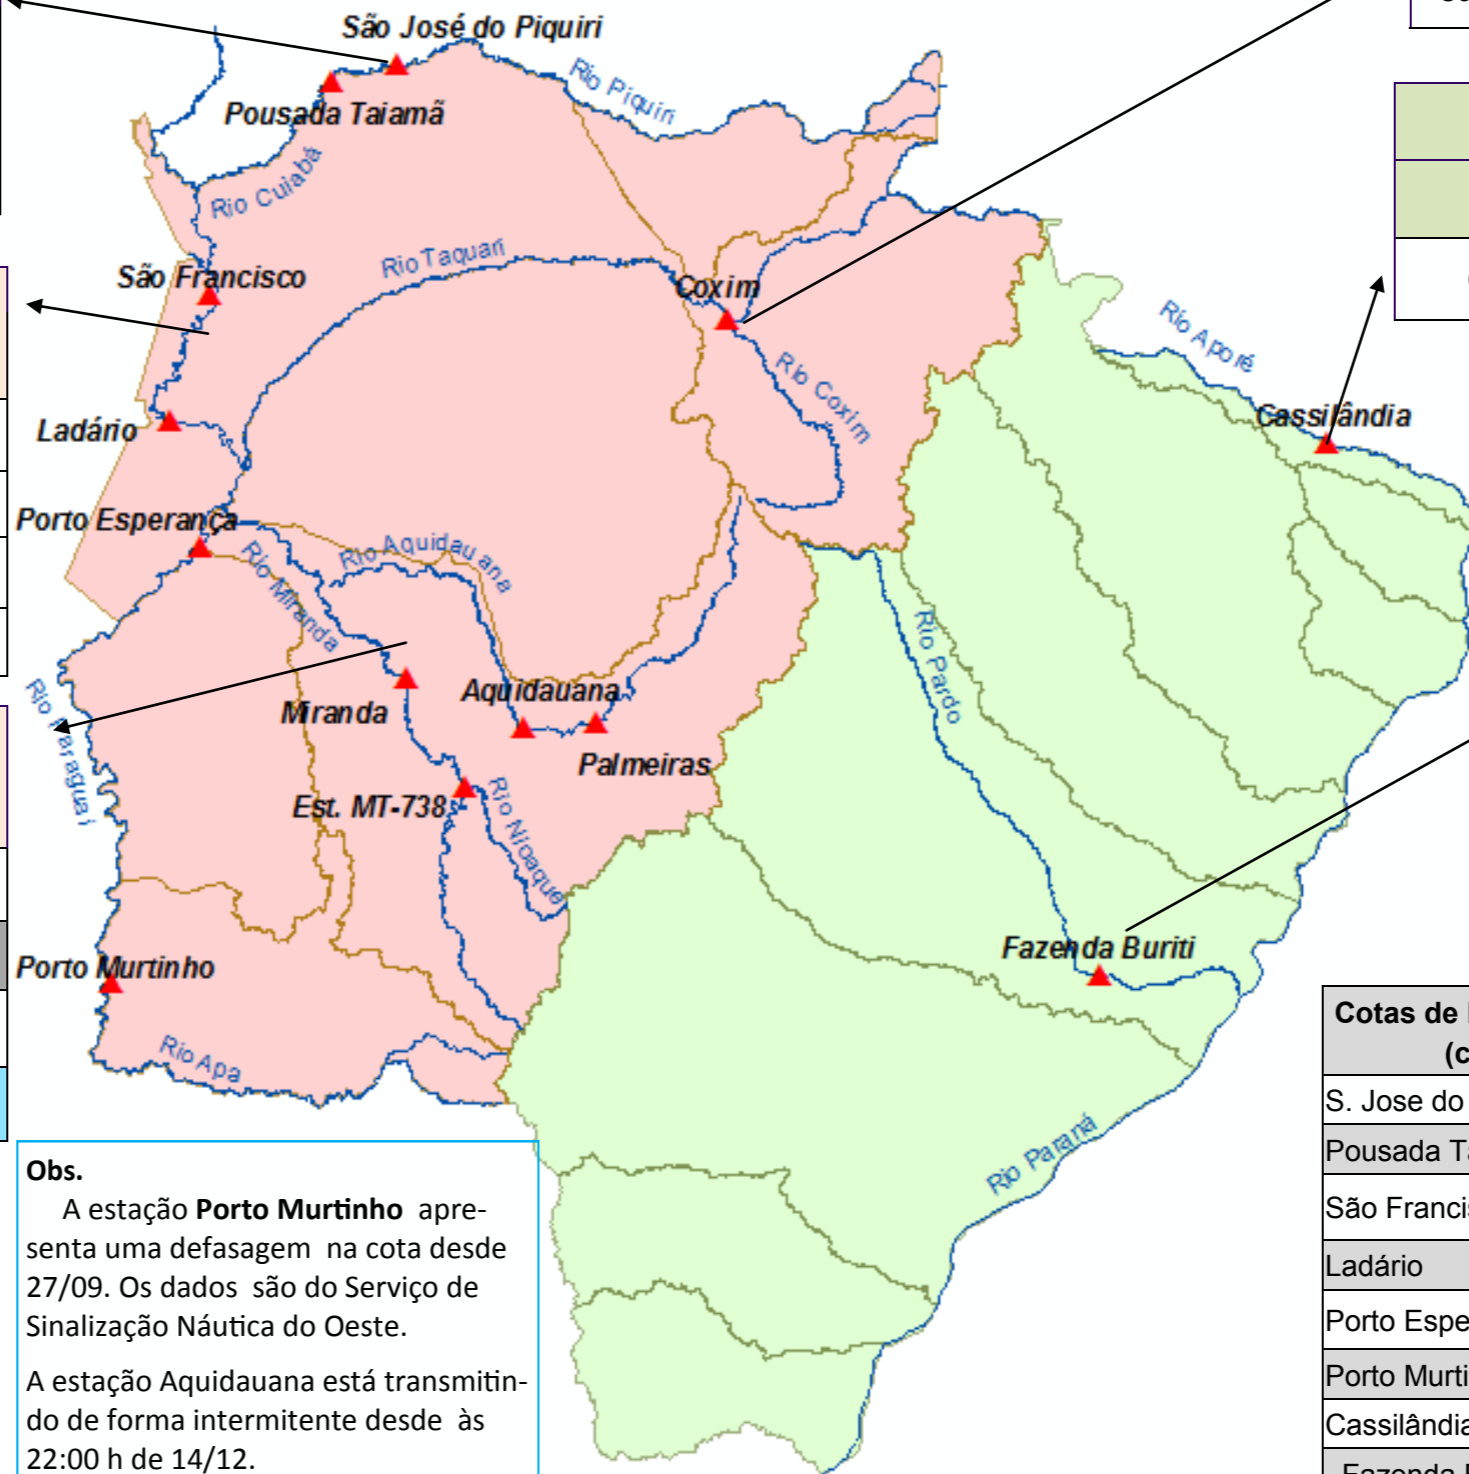 São José do Piquiri
Rio Piquiri
Pousada Taiamã
Rio Cuiabá
Rio Taquari
São Francisco
Coxim
Rio Aporé
Rio Coxim
Cassilândia
Ladário
Porto Esperança
Rio Aquidauana
Rio Miranda
Rio Pardo
Rio Paraguai
Aquidauana
Miranda
Palmeiras
Est. MT-738
Rio Nioaque
Fazenda Buriti
Porto Murtinho
Rio Apa
Rio Paraná
Obs.
A estação Porto Murtinho apre-
senta uma defasagem na cota desde
27/09. Os dados são do Serviço de
Sinalização Náutica do Oeste.
A estação Aquidauana está transmitin-
do de forma intermitente desde às
22:00 h de 14/12.
Cotas de
(c
S. Jose do
Pousada Ta
São Francis
Ladário
Porto Espe
Porto Murti
Cassilândia
Fazenda